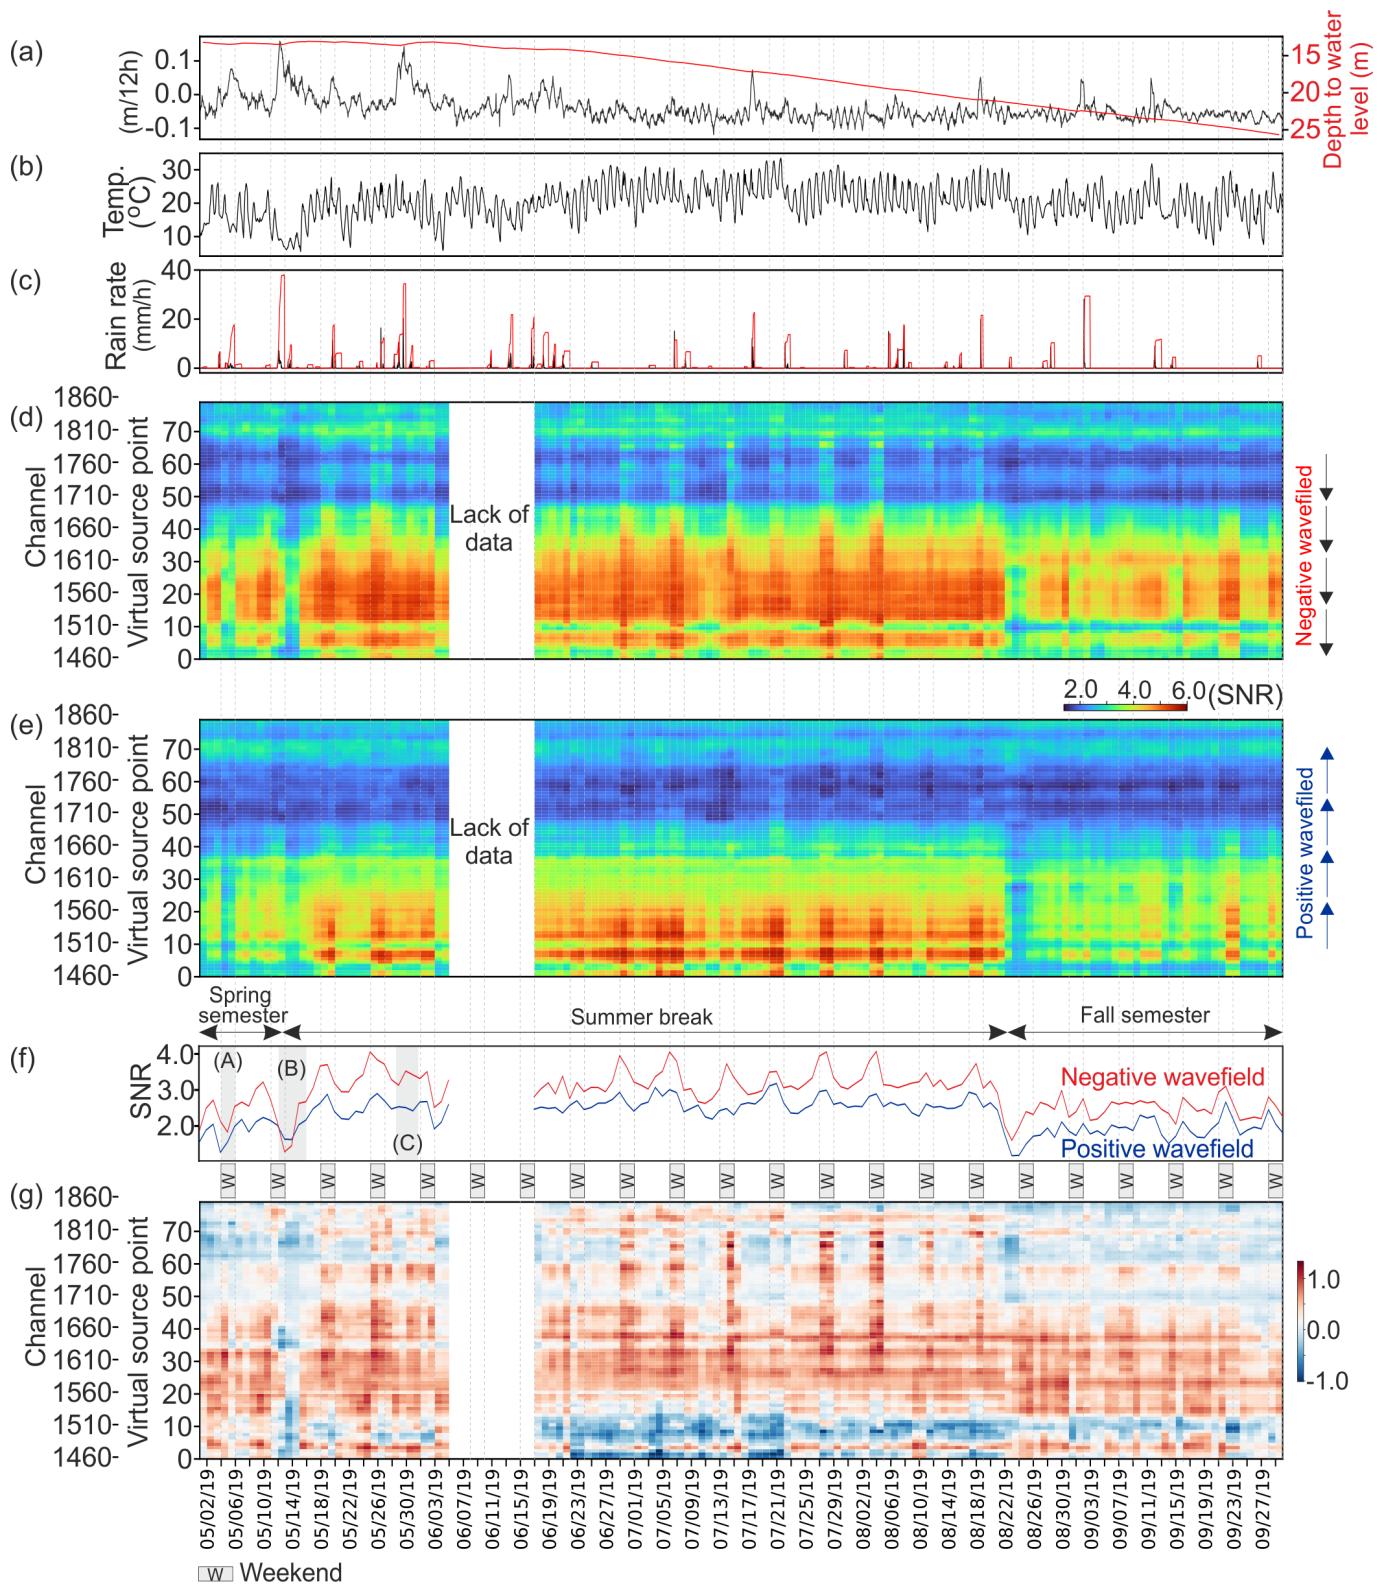 (a)
0.1
0.0
-0.1
(m/12h)
15
20
25
Depth to water
level (m)
(b)
30
20
10
Temp.
(°C)
(c)
40
20
0
Rain rate
(mm/h)
(d)
1860-
1810-
1760-
1710-
1660-
1610-
1560-
1510-
1460-
Channel
70
60
50
40
30
20
10
0
Virtual source point
Lack of
data
Negative wavefiled
2.0 4.0 6.0 (SNR)
(e)
1860-
1810-
1760-
1710-
1660-
1610-
1560-
1510-
1460-
Channel
70
60
50
40
30
20
10
0
Virtual source point
Lack of
data
Positive wavefiled
Spring
semester
Summer break
Fall semester
(f)
4.0
3.0
2.0
SNR
(A)
(B)
(C)
Negative wavefield
Positive wavefield
W W W W W W W W W W W W W W W W W W W W W W
(g)
1860-
1810-
1760-
1710-
1660-
1610-
1560-
1510-
1460-
Channel
70
60
50
40
30
20
10
0
Virtual source point
1.0
0.0
-1.0
05/02/19
05/06/19
05/10/19
05/14/19
05/18/19
05/22/19
05/26/19
05/30/19
06/03/19
06/07/19
06/11/19
06/15/19
06/19/19
06/23/19
06/27/19
07/01/19
07/05/19
07/09/19
07/13/19
07/17/19
07/21/19
07/25/19
07/29/19
08/02/19
08/06/19
08/10/19
08/14/19
08/18/19
08/22/19
08/26/19
08/30/19
09/03/19
09/07/19
09/11/19
09/15/19
09/19/19
09/23/19
09/27/19
W Weekend